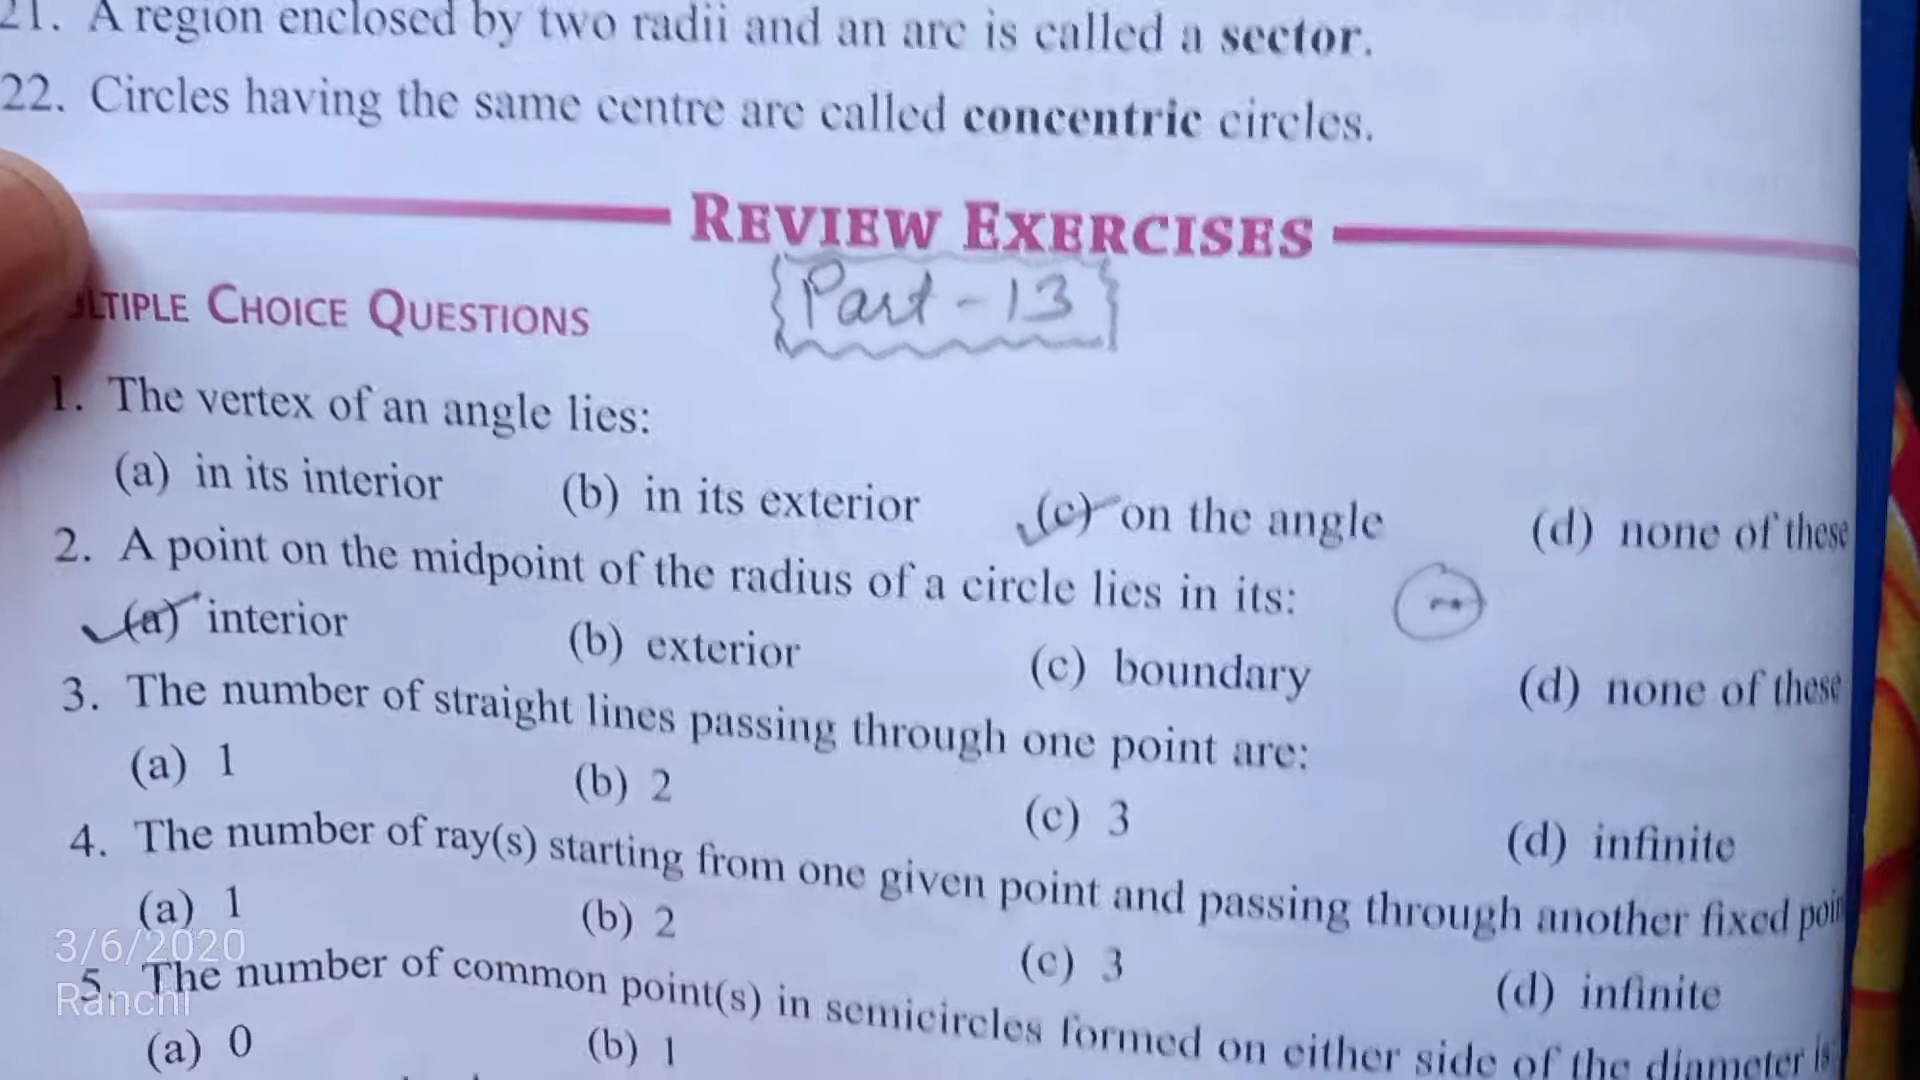 21. A region enclosed by two radii and an arc is called a sector.
22. Circles having the same centre are called concentric circles.
REVIEW EXERCISES
{Part - 13}
LTIPLE CHOICE QUESTIONS
1. The vertex of an angle lies:
(a) in its interior (b) in its exterior (c) on the angle (d) none of these
2. A point on the midpoint of the radius of a circle lies in its:
(a) interior (b) exterior (c) boundary (d) none of these
3. The number of straight lines passing through one point are:
(a) 1 (b) 2 (c) 3 (d) infinite
4. The number of ray(s) starting from one given point and passing through another fixed poin
(a) 1 (b) 2 (c) 3 (d) infinite
3/6/2020
5. The number of common point(s) in semicircles formed on either side of the diameter is
Ranchi
(a) 0 (b) 1